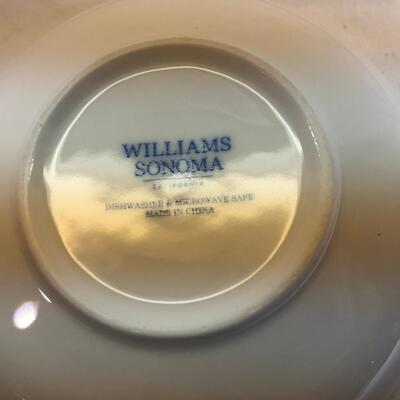 WILLIAMS
SONOMA
CALIFORNIA
DISHWASHER & MICROWAVE SAFE
MADE IN CHINA